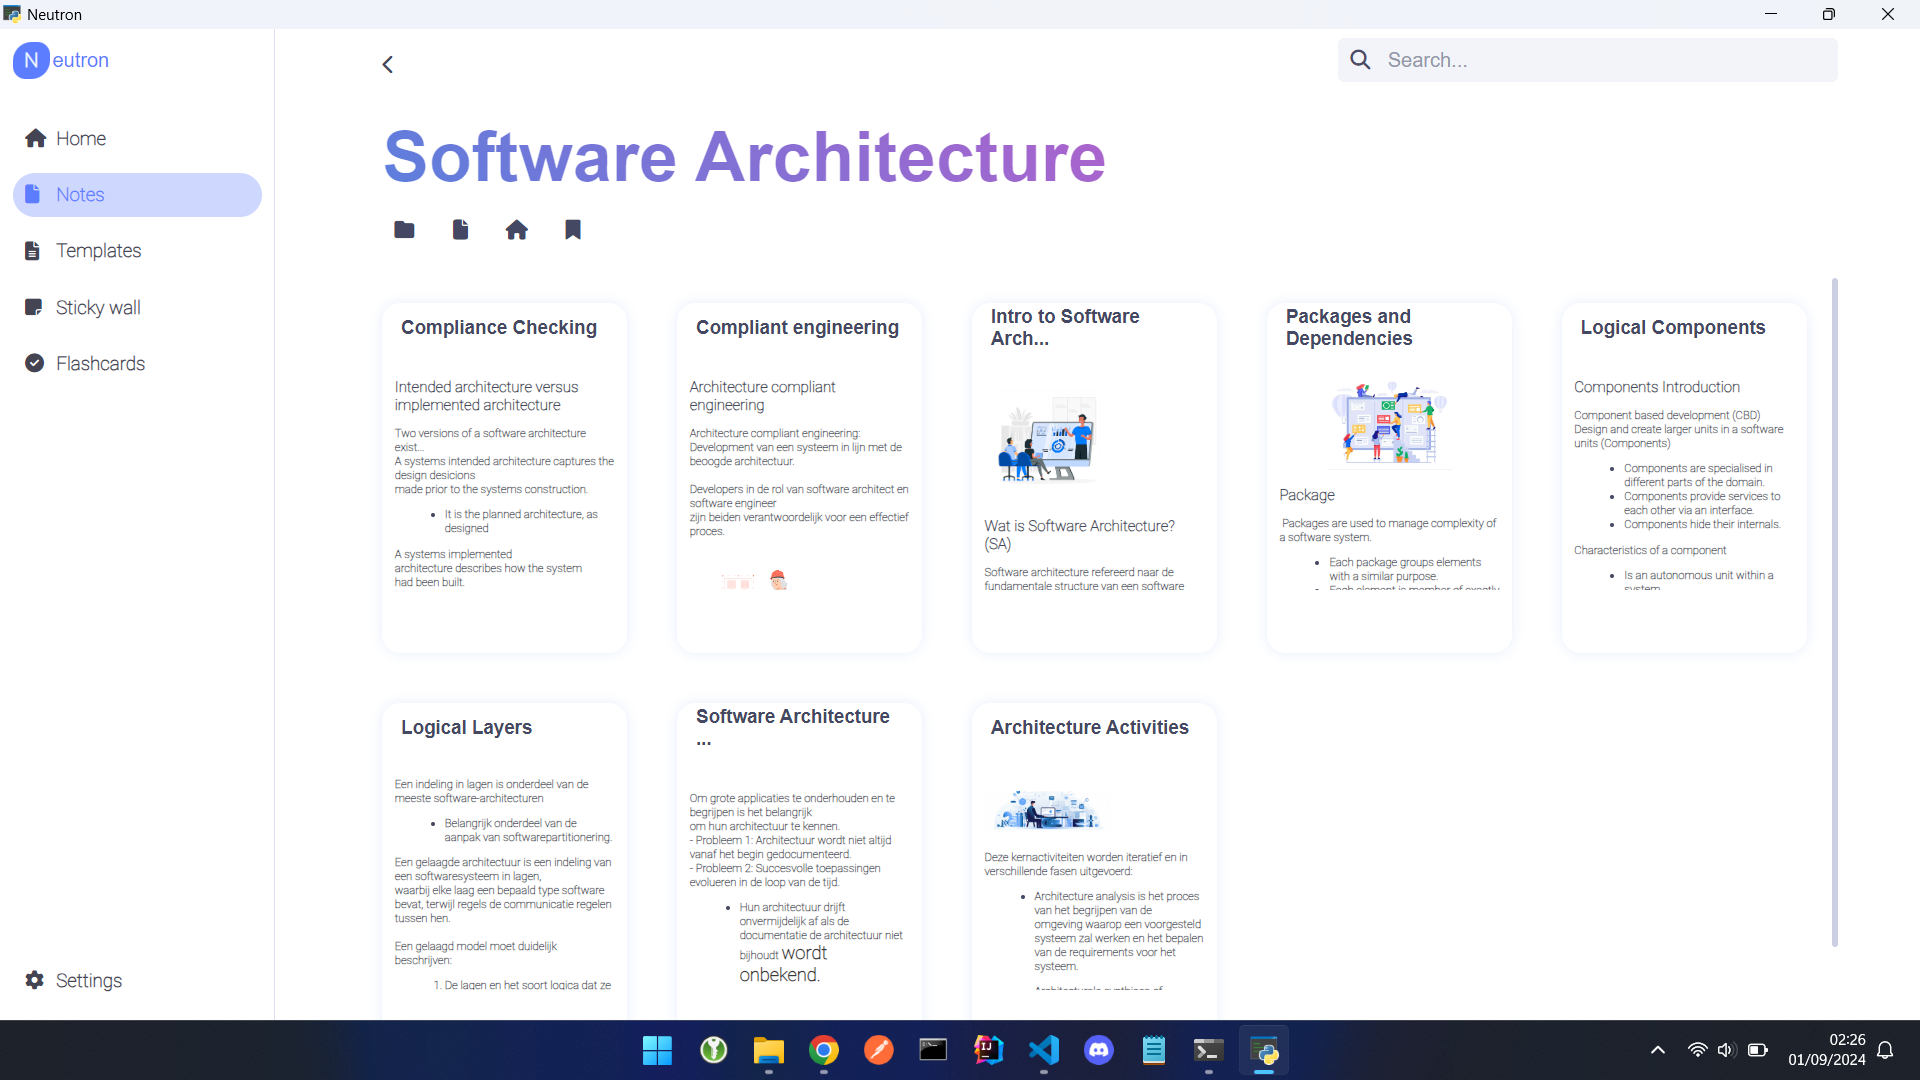 Neutron
Neutron
Search...
Home
Notes
Templates
Sticky wall
Flashcards
Settings
Software Architecture
Compliance Checking
Intended architecture versus
implemented architecture
Two versions of a software architecture
exist...
A systems intended architecture captures the
design desicions
made prior to the systems construction.
It is the planned architecture, as
designed
A systems implemented
architecture describes how the system
had been built.
Compliant engineering
Architecture compliant
engineering
Architecture compliant engineering:
Development van een systeem in lijn met de
beoogde architectuur.
Developers in de rol van software architect en
software engineer
zijn beiden verantwoordelijk voor een effectief
proces.
Intro to Software
Arch...
Wat is Software Architecture?
(SA)
Software architecture refereerd naar de
fundamentale structure van een software
Packages and
Dependencies
Package
Packages are used to manage complexity of
a software system.
Each package groups elements
with a similar purpose.
Each element is member of exactly
Logical Components
Components Introduction
Component based development (CBD)
Design and create larger units in a software
units (Components)
Components are specialised in
different parts of the domain.
Components provide services to
each other via an interface.
Components hide their internals.
Characteristics of a component
Is an autonomous unit within a
system
Logical Layers
Een indeling in lagen is onderdeel van de
meeste software-architecturen
Belangrijk onderdeel van de
aanpak van softwarepartitionering.
Een gelaagde architectuur is een indeling van
een softwaresysteem in lagen,
waarbij elke laag een bepaald type software
bevat, terwijl regels de communicatie regelen
tussen hen.
Een gelaagd model moet duidelijk
beschrijven:
1. De lagen en het soort logica dat ze
Software Architecture
...
Om grote applicaties te onderhouden en te
begrijpen is het belangrijk
om hun architectuur te kennen.
- Probleem 1: Architectuur wordt niet altijd
vanaf het begin gedocumenteerd.
- Probleem 2: Succesvolle toepassingen
evolueren in de loop van de tijd.
Hun architectuur drijft
onvermijdelijk af als de
documentatie de architectuur niet
bijhoudt wordt
onbekend.
Architecture Activities
Deze kernactiviteiten worden iteratief en in
verschillende fasen uitgevoerd:
Architecture analysis is het proces
van het begrijpen van de
omgeving waarop een voorgesteld
systeem zal werken en het bepalen
van de requirements voor het
systeem.
02:26
01/09/2024